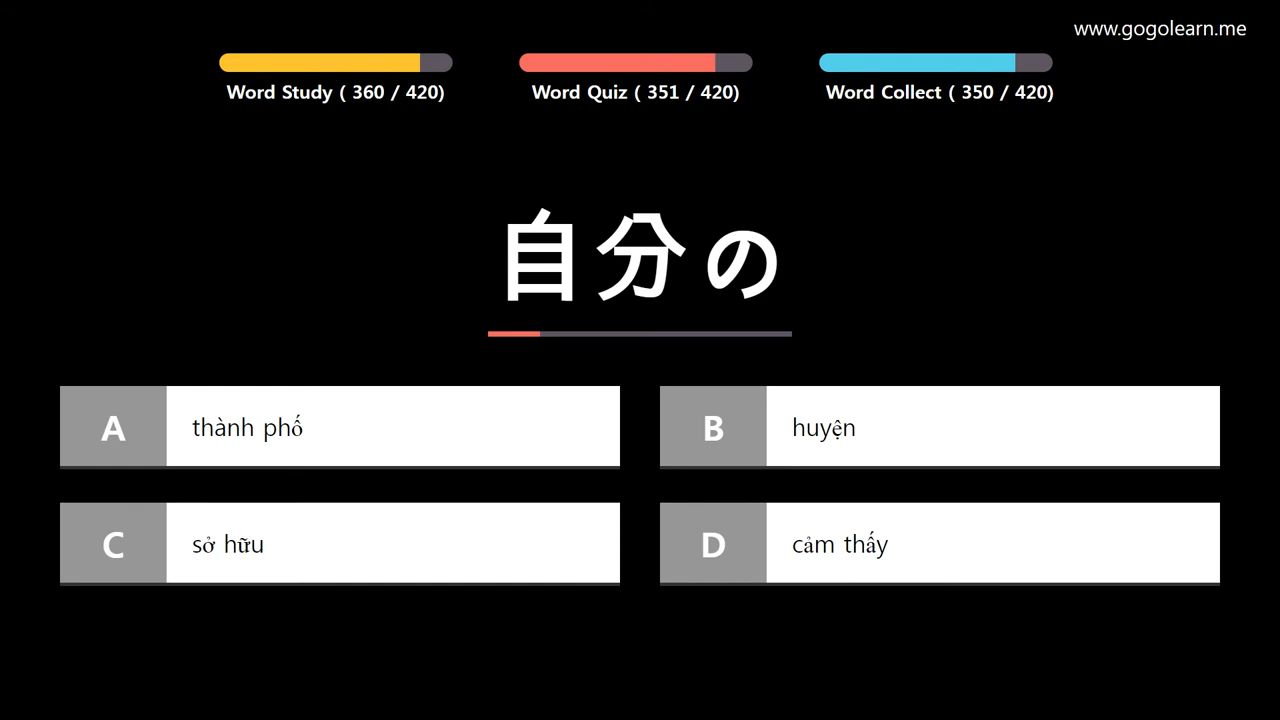 www.gogolearn.me
Word Study ( 360 / 420)
Word Quiz ( 351 / 420)
Word Collect ( 350 / 420)
自分の
A
thành phố
B
huyện
C
sở hữu
D
cảm thấy